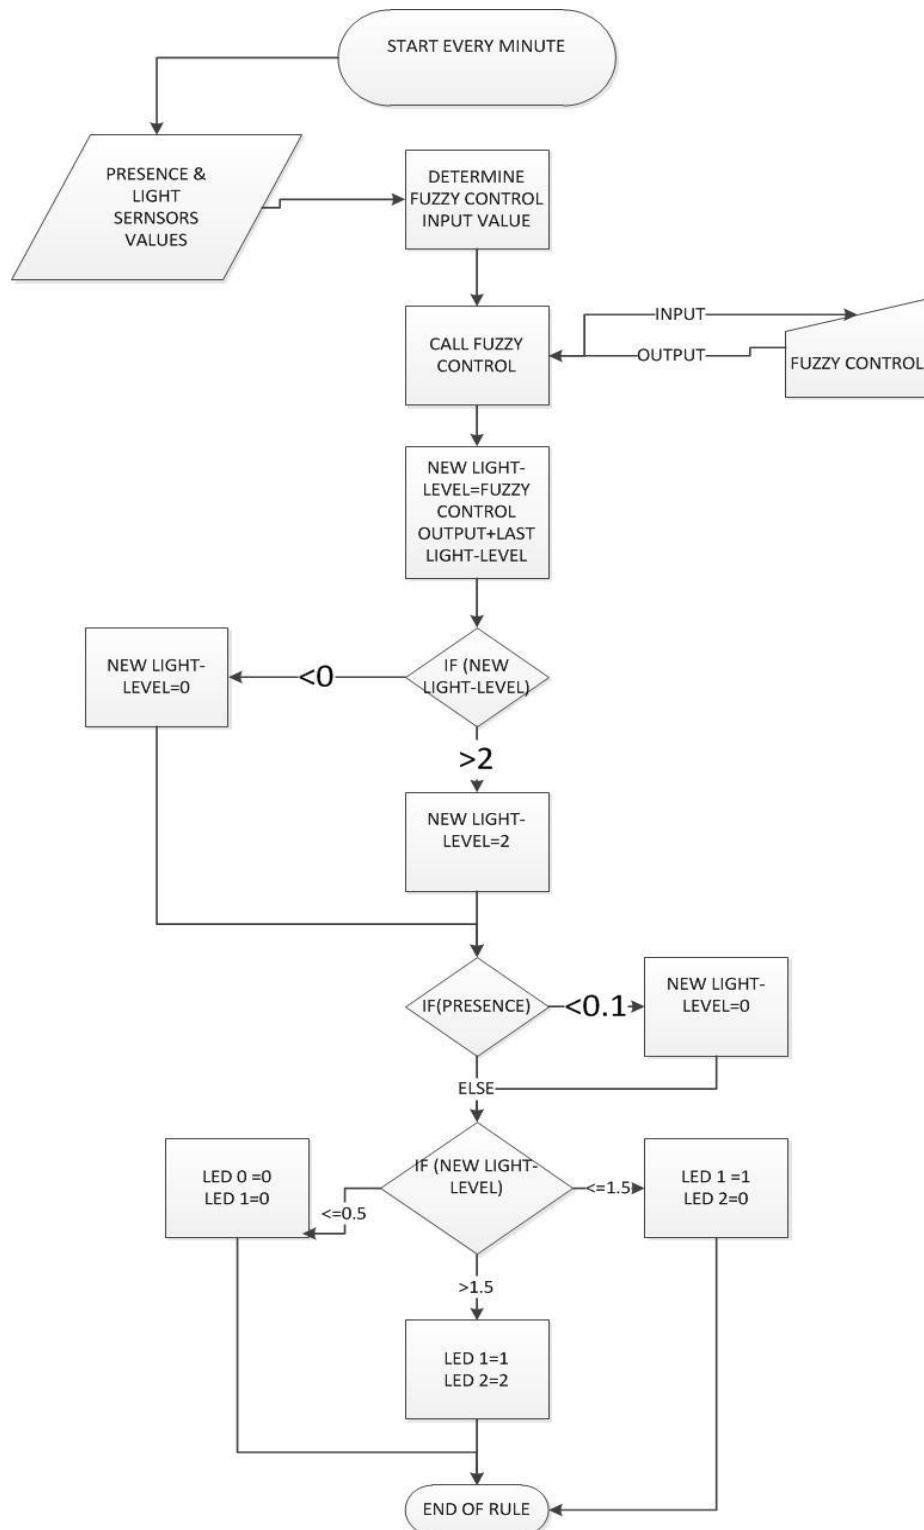 START EVERY MINUTE
PRESENCE &
LIGHT
SERNSORS
VALUES
DETERMINE
FUZZY CONTROL
INPUT VALUE
CALL FUZZY
CONTROL
INPUT
OUTPUT
FUZZY CONTROL
NEW LIGHT-
LEVEL=FUZZY
CONTROL
OUTPUT+LAST
LIGHT-LEVEL
IF (NEW
LIGHT-LEVEL)
<0
NEW LIGHT-
LEVEL=0
>2
NEW LIGHT-
LEVEL=2
IF(PRESENCE)
<0.1
NEW LIGHT-
LEVEL=0
ELSE
IF (NEW LIGHT-
LEVEL)
<=0.5
LED 0 =0
LED 1=0
<=1.5
LED 1 =1
LED 2=0
>1.5
LED 1=1
LED 2=2
END OF RULE